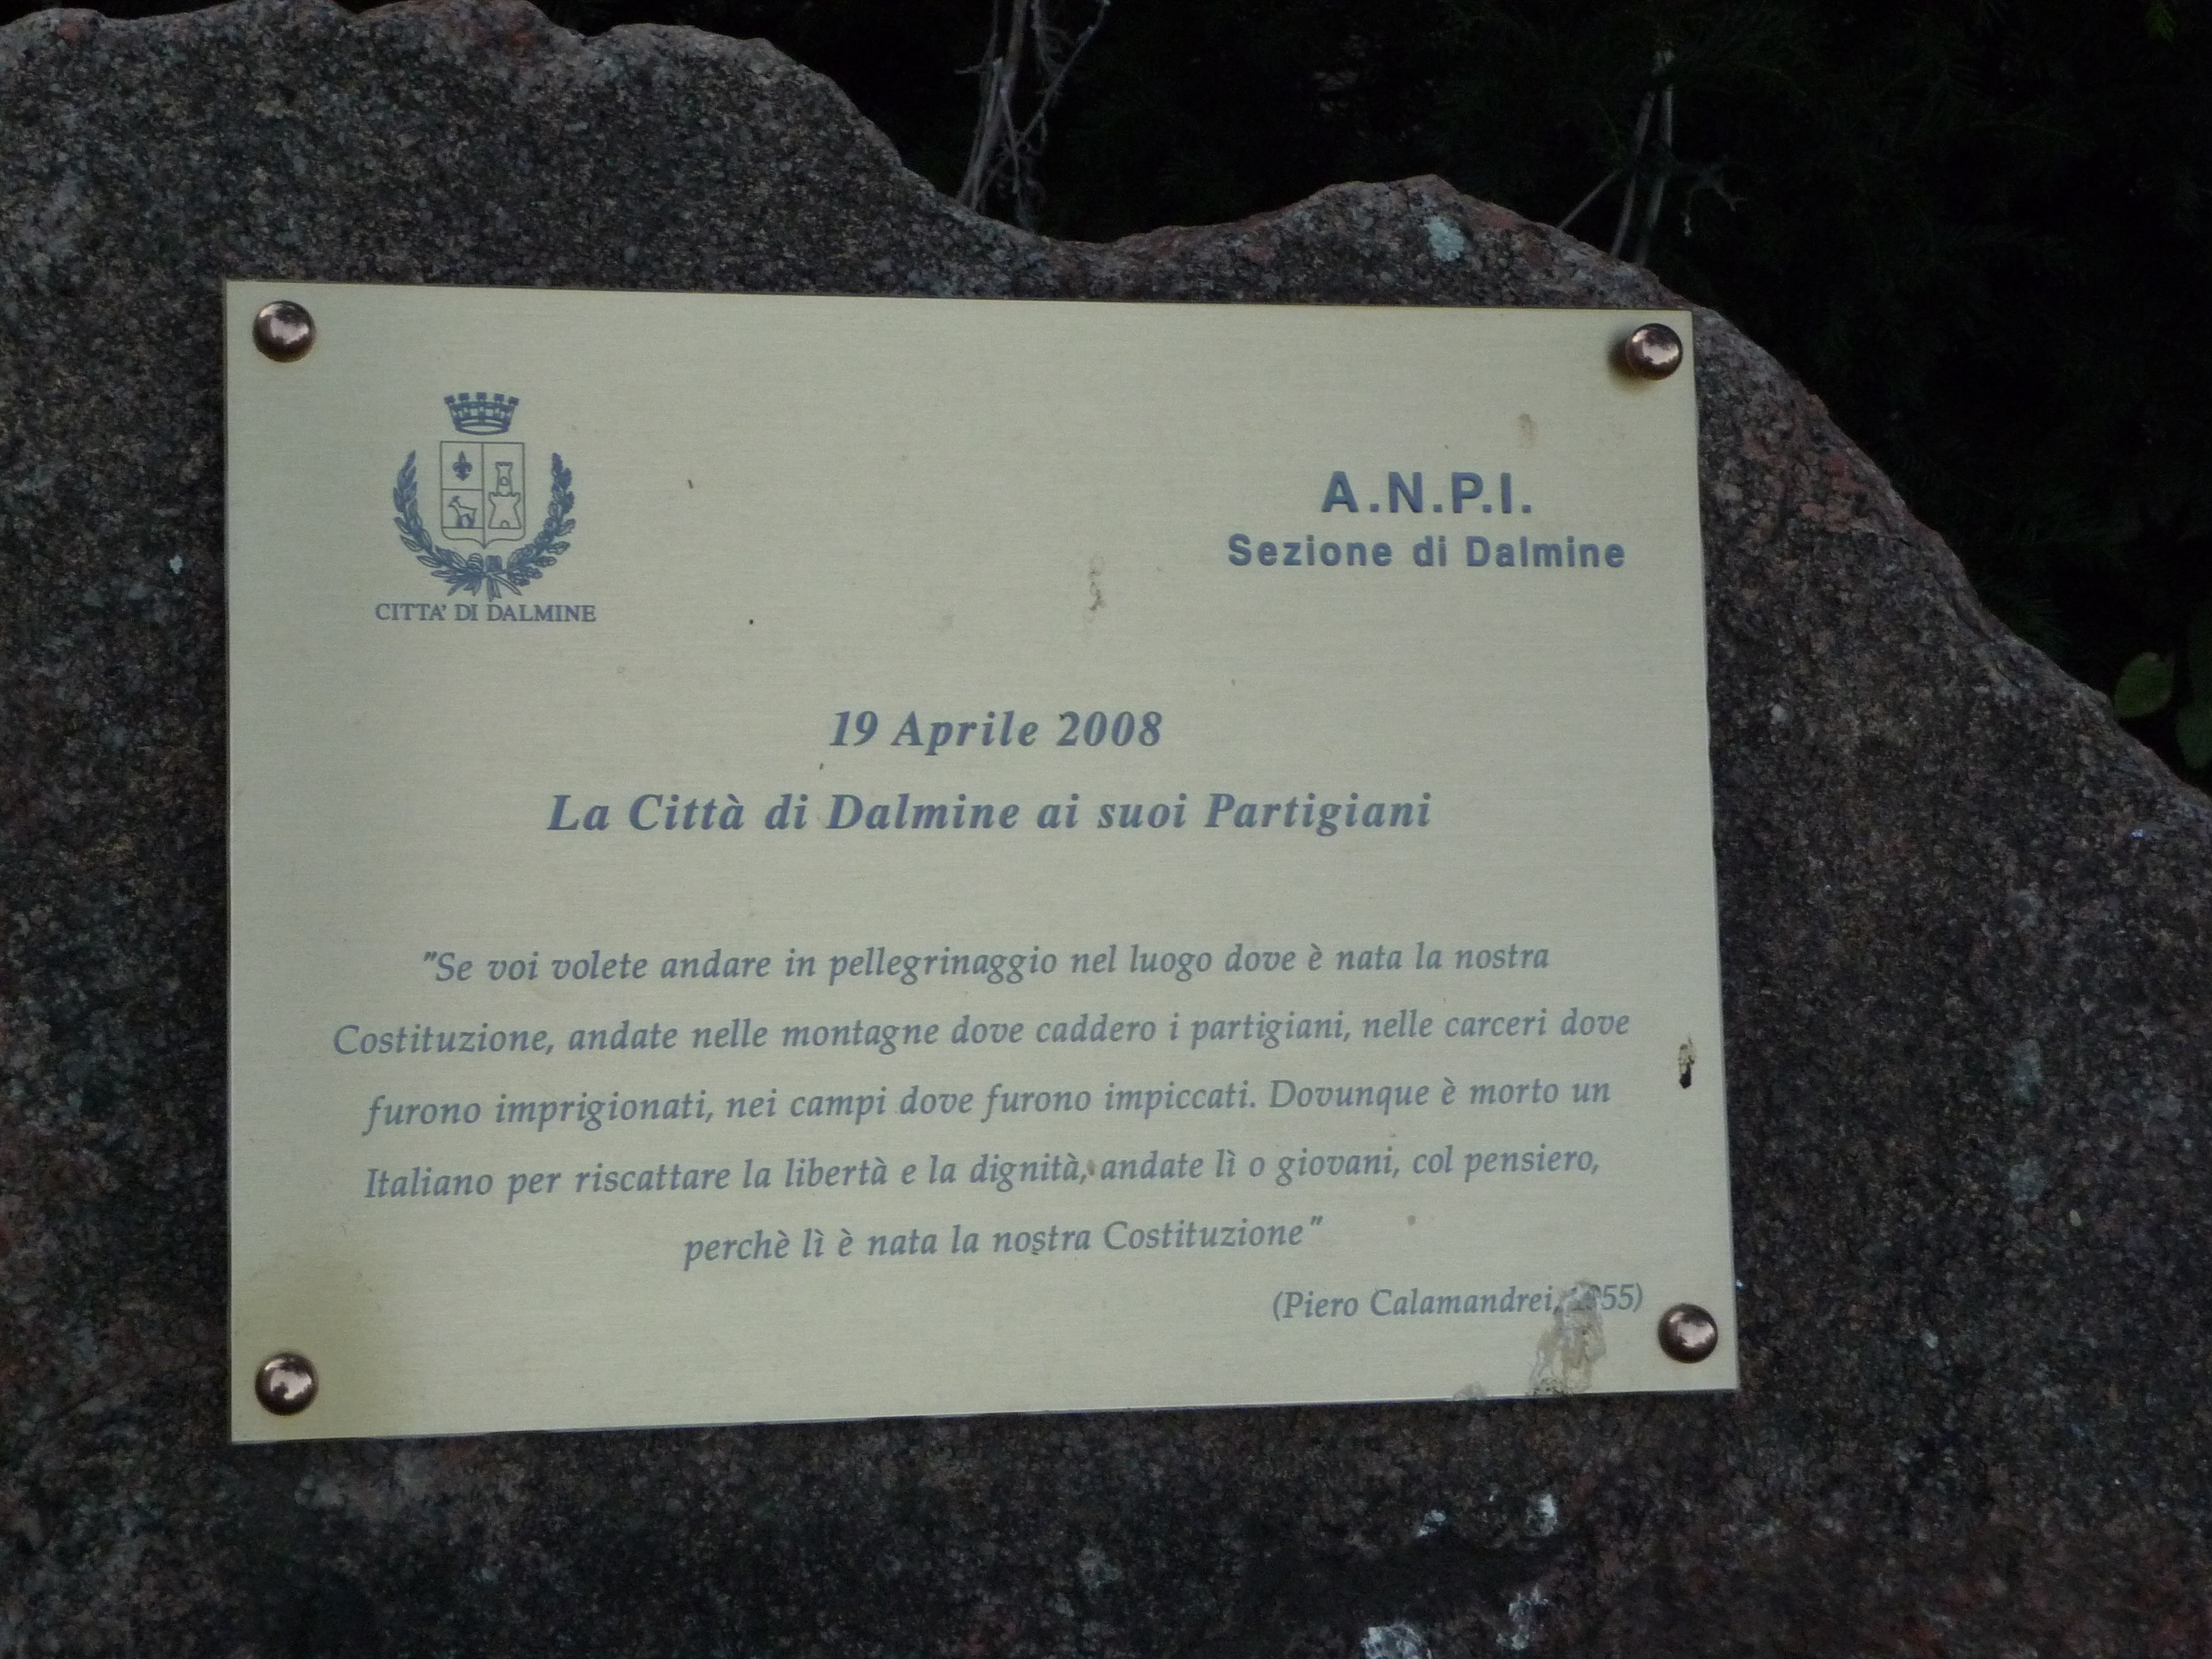 CITTA' DI DALMINE
A.N.P.I.
Sezione di Dalmine
19 Aprile 2008
La Città di Dalmine ai suoi Partigiani
"Se voi volete andare in pellegrinaggio nel luogo dove è nata la nostra
Costituzione, andate nelle montagne dove caddero i partigiani, nelle carceri dove
furono imprigionati, nei campi dove furono impiccati. Dovunque è morto un
Italiano per riscattare la libertà e la dignità, andate lì o giovani, col pensiero,
perchè lì è nata la nostra Costituzione"
(Piero Calamandrei, 1955)